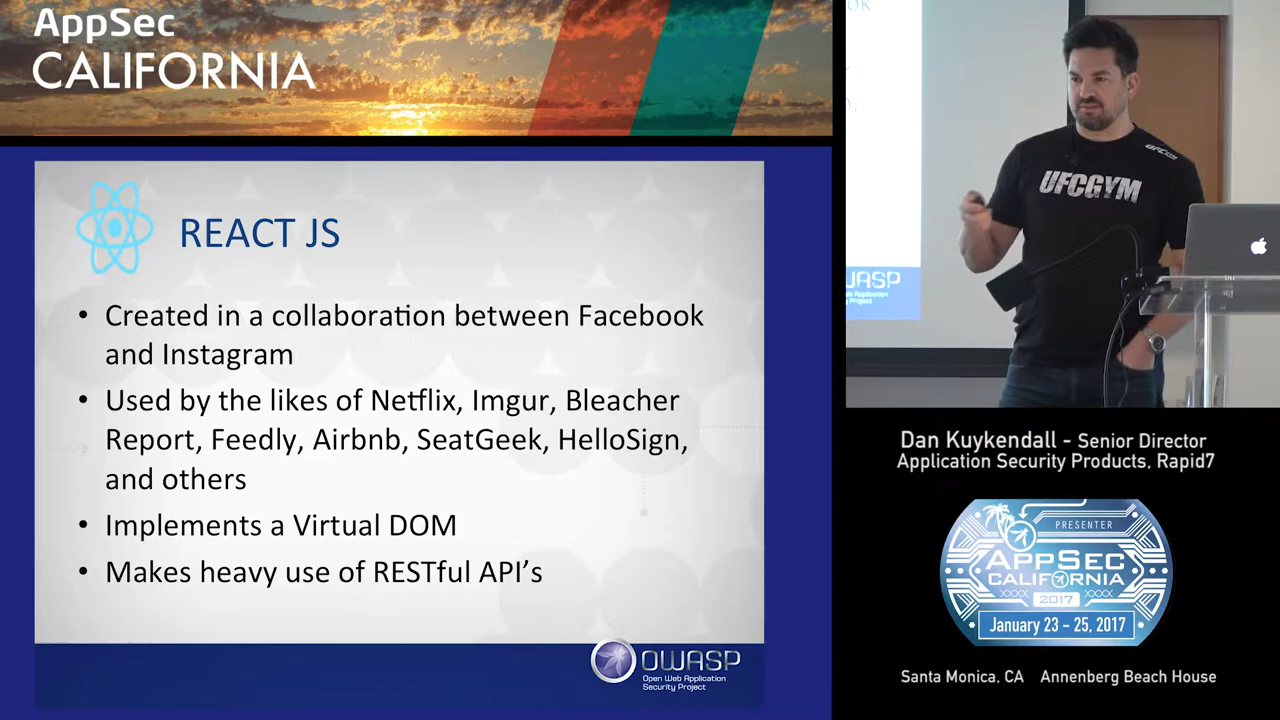 AppSec
CALIFORNIA
REACT JS
• Created in a collaboration between Facebook
and Instagram
• Used by the likes of Netflix, Imgur, Bleacher
Report, Feedly, Airbnb, SeatGeek, HelloSign,
and others
• Implements a Virtual DOM
• Makes heavy use of RESTful API's
OWASP
Open Web Application
Security Project
UFCGYM
UFCGYM
Dan Kuykendall - Senior Director
Application Security Products, Rapid7
PRESENTER
APPSEC
CALIFORNIA
2017
January 23 - 25, 2017
Santa Monica, CA Annenberg Beach House